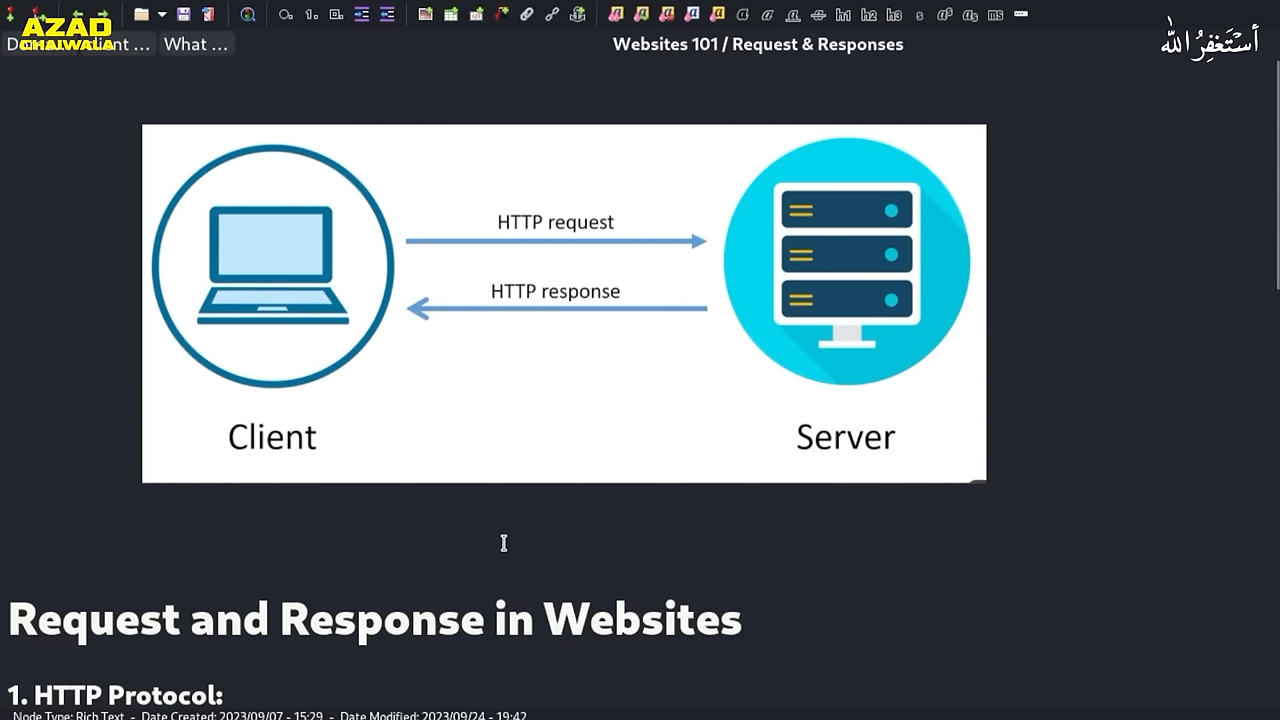 AZAD
CHAIWALA
What ...
Websites 101 / Request & Responses
أستغفر الله
HTTP request
HTTP response
Client
Server
Request and Response in Websites
1. HTTP Protocol:
Node Type: Rich Text - Date Created: 2023/09/07 - 15:29 - Date Modified: 2023/09/24 - 19:42